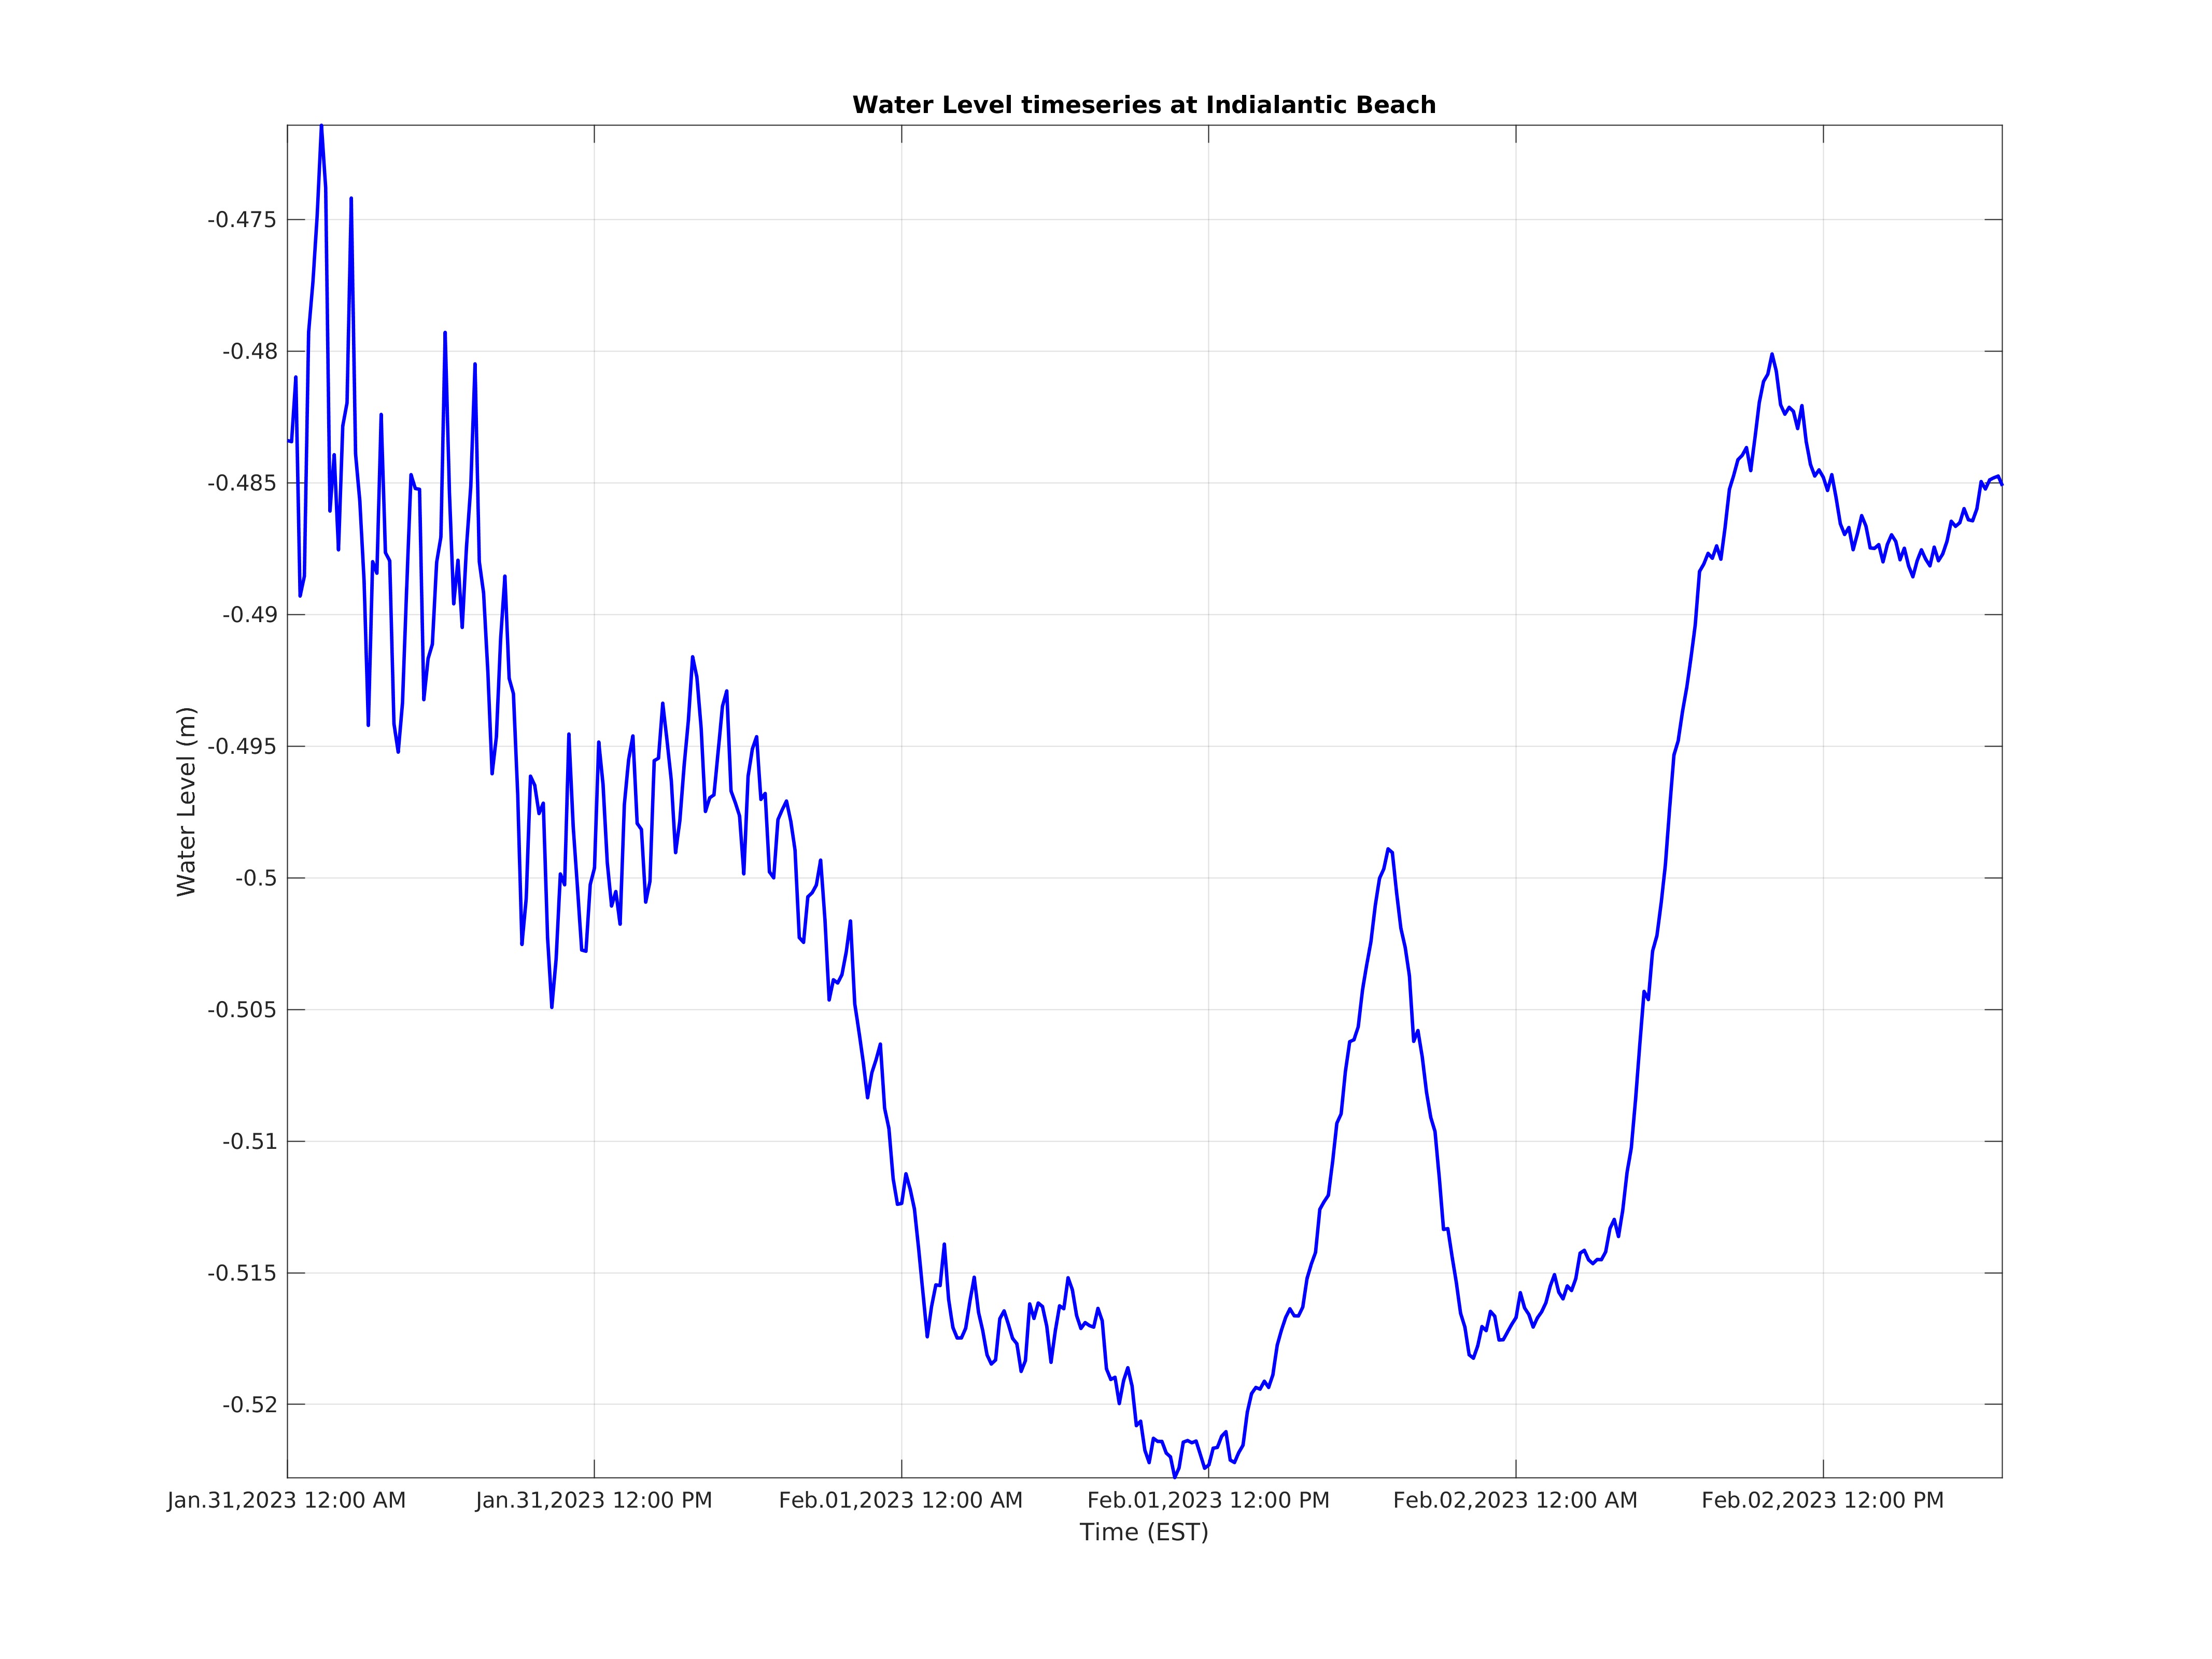 Water Level timeseries at Indialantic Beach
-0.475
-0.48
-0.485
-0.49
-0.495
-0.5
-0.505
-0.51
-0.515
-0.52
Water Level (m)
Jan.31,2023 12:00 AM
Jan.31,2023 12:00 PM
Feb.01,2023 12:00 AM
Feb.01,2023 12:00 PM
Feb.02,2023 12:00 AM
Feb.02,2023 12:00 PM
Time (EST)